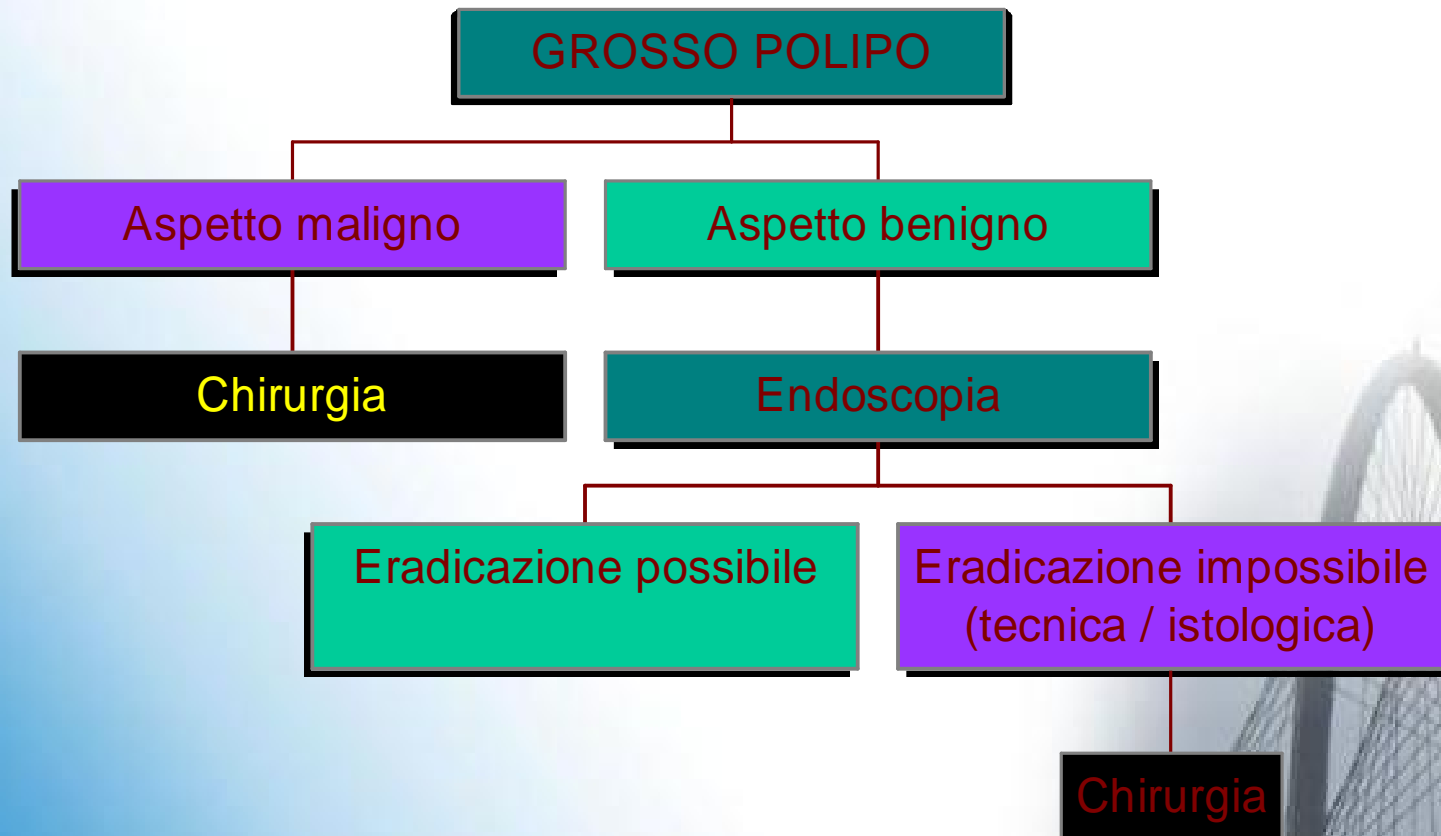 GROSSO POLIPO
Aspetto maligno
Aspetto benigno
Chirurgia
Endoscopia
Eradicazione possibile
Eradicazione impossibile
(tecnica / istologica)
Chirurgia